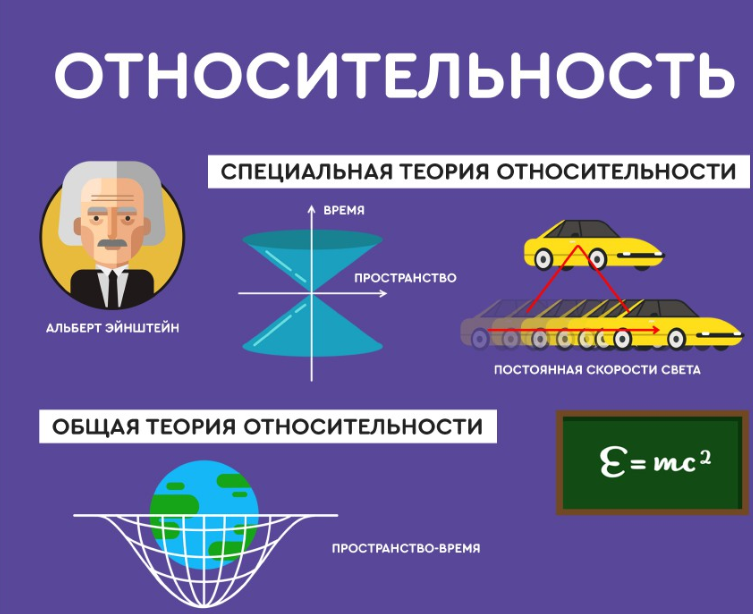 ОТНОСИТЕЛЬНОСТЬ
СПЕЦИАЛЬНАЯ ТЕОРИЯ ОТНОСИТЕЛЬНОСТИ
ВРЕМЯ
ПРОСТРАНСТВО
АЛЬБЕРТ ЭЙНШТЕЙН
ПОСТОЯННАЯ СКОРОСТИ СВЕТА
ОБЩАЯ ТЕОРИЯ ОТНОСИТЕЛЬНОСТИ
ℰ = mc²
ПРОСТРАНСТВО-ВРЕМЯ